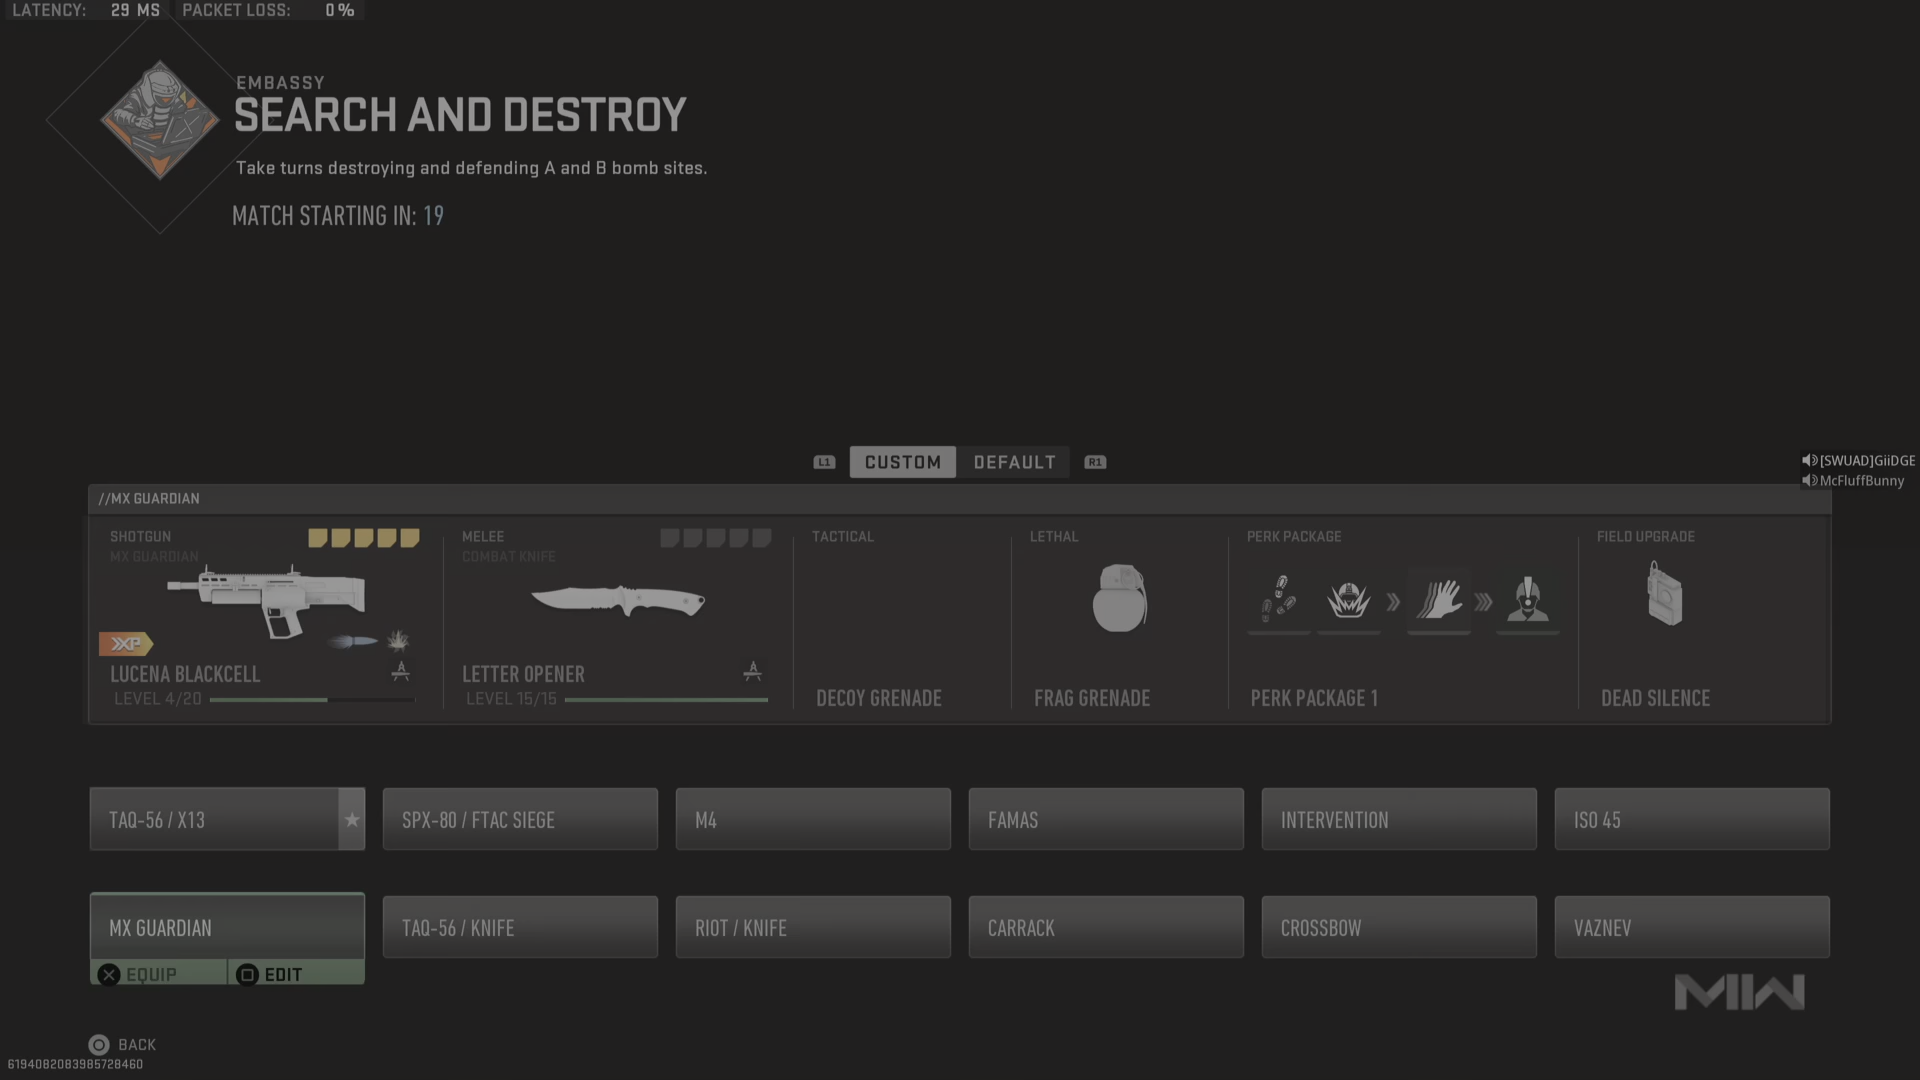 LATENCY: 29 MS PACKET LOSS: 0%
EMBASSY
SEARCH AND DESTROY
Take turns destroying and defending A and B bomb sites.
MATCH STARTING IN: 19
L1 CUSTOM DEFAULT R1
[SWUAD]GiiDGE
McFluffBunny
//MX GUARDIAN
SHOTGUN
MX GUARDIAN
XP
LUCENA BLACKCELL
LEVEL 4/20
MELEE
COMBAT KNIFE
LETTER OPENER
LEVEL 15/15
TACTICAL
DECOY GRENADE
LETHAL
FRAG GRENADE
PERK PACKAGE
PERK PACKAGE 1
FIELD UPGRADE
DEAD SILENCE
TAQ-56 / X13
SPX-80 / FTAC SIEGE
M4
FAMAS
INTERVENTION
ISO 45
MX GUARDIAN
TAQ-56 / KNIFE
RIOT / KNIFE
CARRACK
CROSSBOW
VAZNEV
EQUIP EDIT
MW
BACK
6194082083985728460